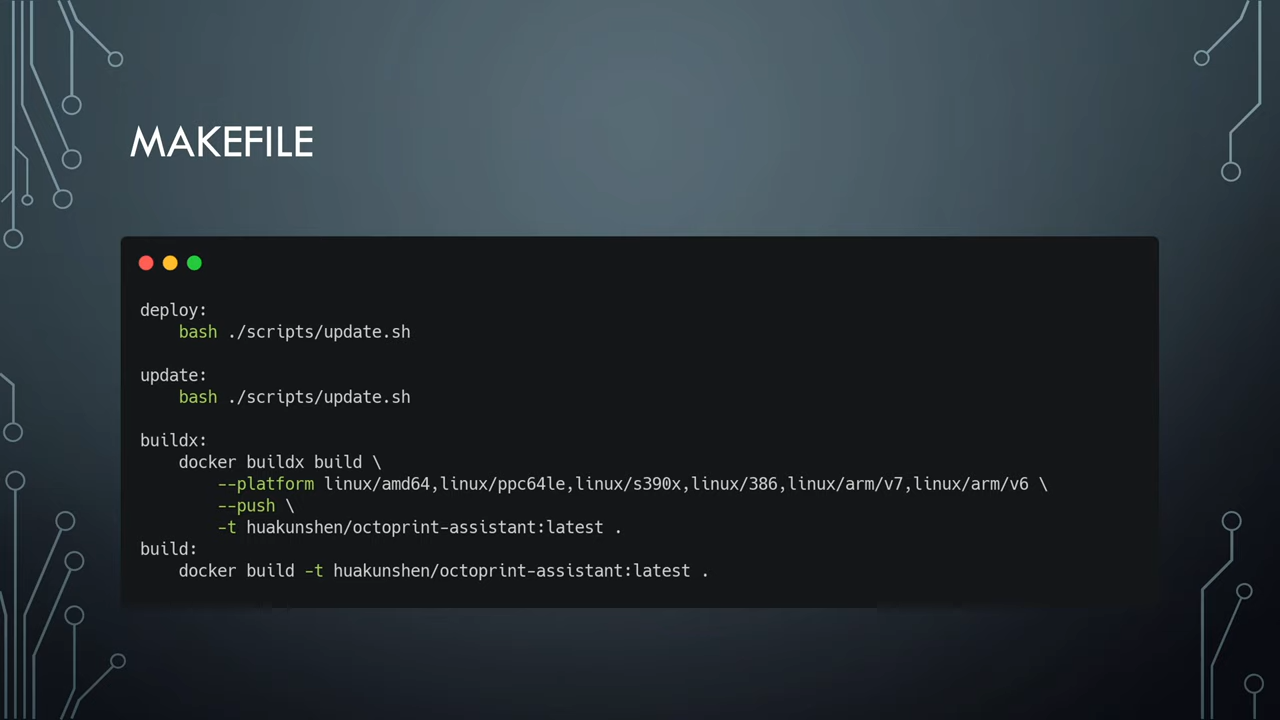 MAKEFILE
deploy:
    bash ./scripts/update.sh
update:
    bash ./scripts/update.sh
buildx:
    docker buildx build \
        --platform linux/amd64,linux/ppc64le,linux/s390x,linux/386,linux/arm/v7,linux/arm/v6 \
        --push \
        -t huakunshen/octoprint-assistant:latest .
build:
    docker build -t huakunshen/octoprint-assistant:latest .